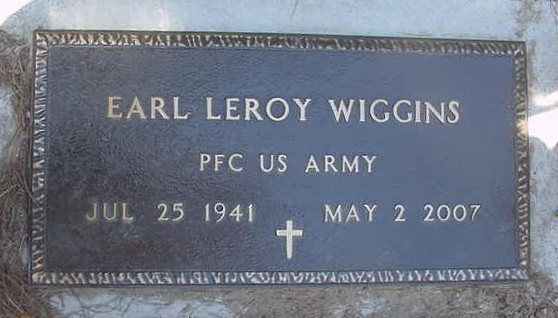 EARL LEROY WIGGINS
PFC US ARMY
JUL 25 1941 MAY 2 2007